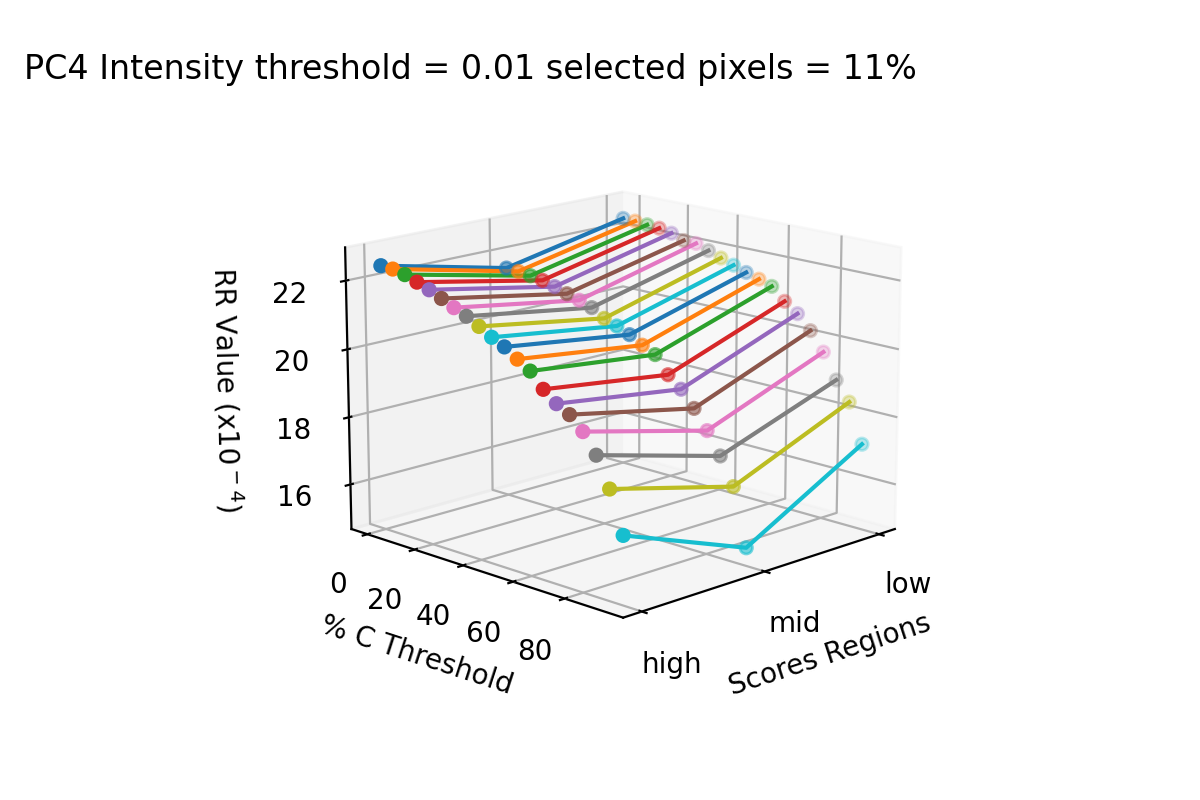 PC4 Intensity threshold = 0.01 selected pixels = 11%
RR Value (x10⁻⁴)
22
20
18
16
0
20
40
60
80
% C Threshold
high
mid
low
Scores Regions